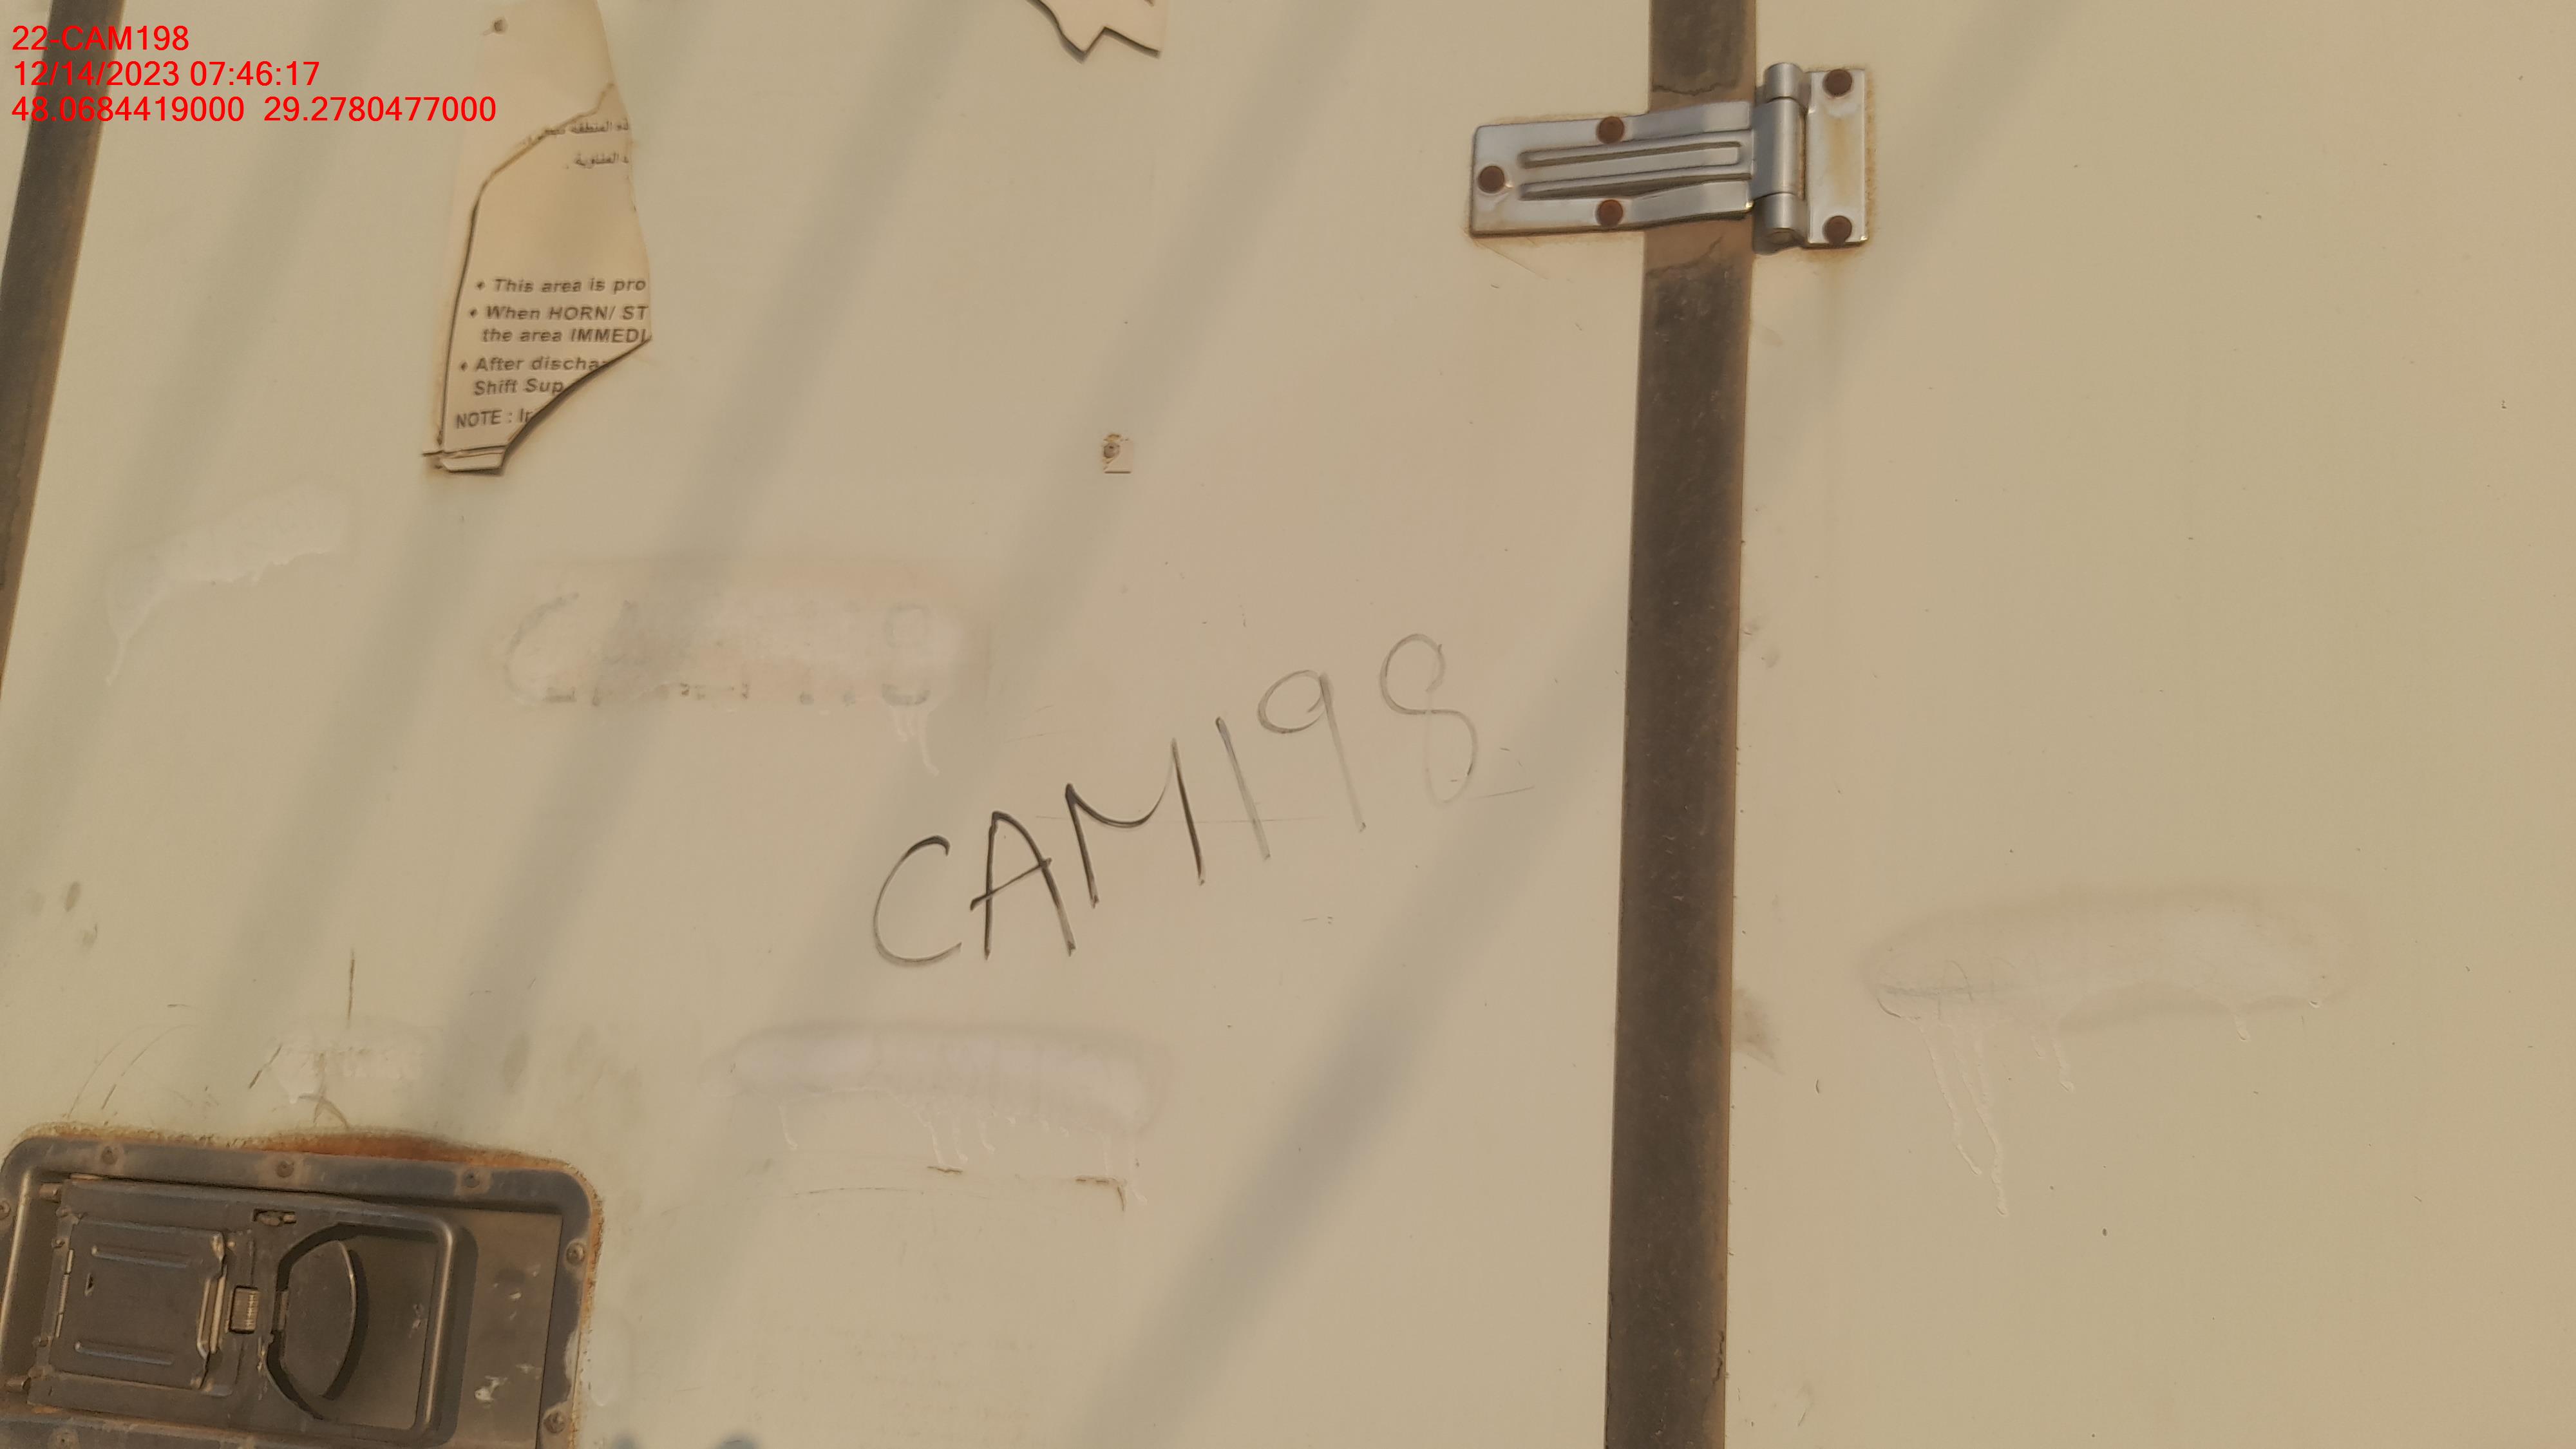 22-CAM198
12/14/2023 07:46:17
48.0684419000 29.2780477000
المنطقه
• This area is pro
• When HORN/ ST
the area IMMEDI
• After discha
Shift Sup
NOTE :
CAM198